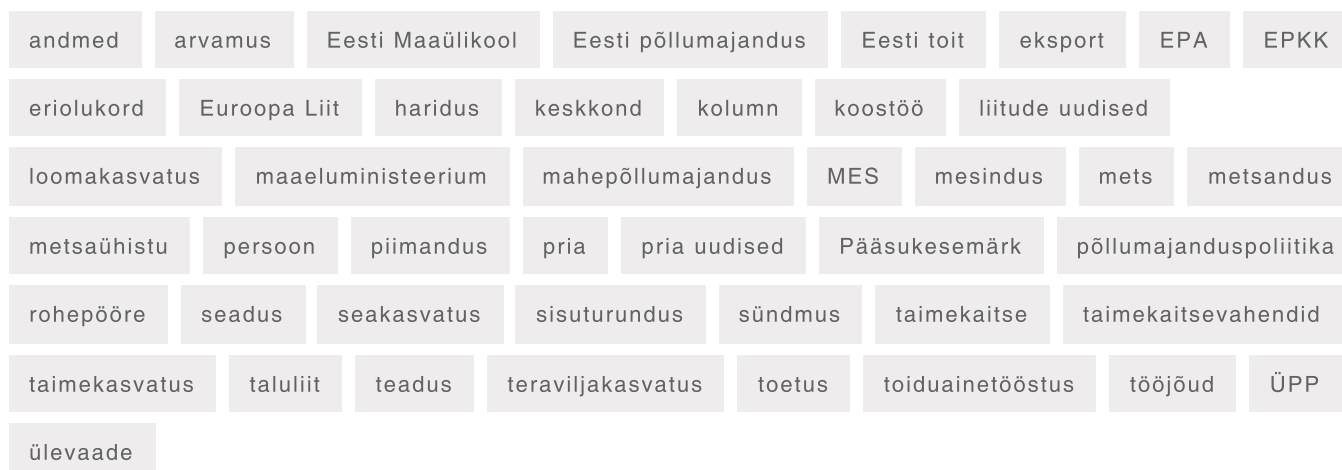 andmed arvamus Eesti Maaülikool Eesti põllumajandus Eesti toit eksport EPA EPKK
eriolukord Euroopa Liit haridus keskkond kolumn koostöö liitude uudised
loomakasvatus maaeluministeerium mahepõllumajandus MES mesindus mets metsandus
metsaühistu persoon piimandus pria pria uudised Pääsukesemärk põllumajanduspoliitika
rohepööre seadus seakasvatus sisuturundus sündmus taimekaitse taimekaitsevahendid
taimekasvatus taluliit teadus teraviljakasvatus toetus toiduainetööstus tööjõud ÜPP
ülevaade